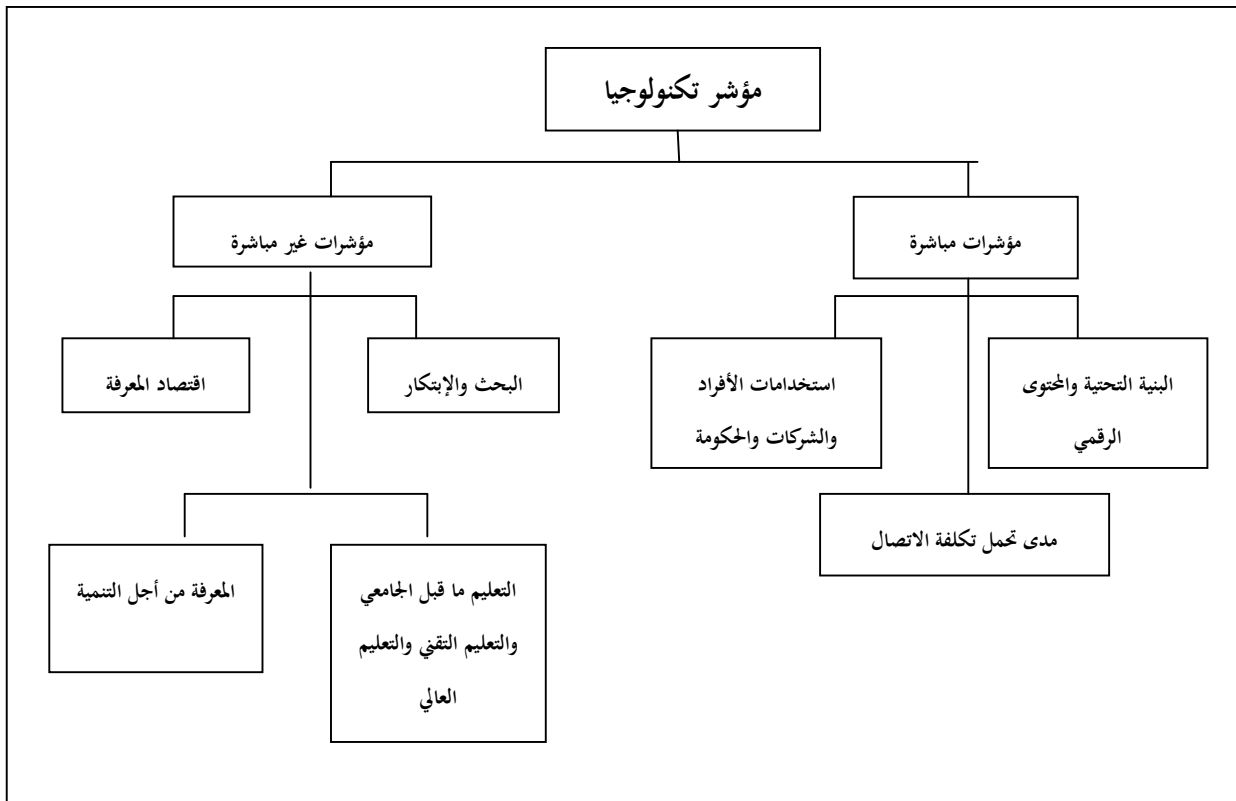 مؤشر تكنولوجيا
مؤشرات مباشرة
مؤشرات غير مباشرة
البنية التحتية والمحتوى
الرقمي
استخدامات الأفراد
والشركات والحكومة
البحث والإبتكار
اقتصاد المعرفة
مدى تحمل تكلفة الاتصال
التعليم ما قبل الجامعي
والتعليم التقني والتعليم
العالي
المعرفة من أجل التنمية